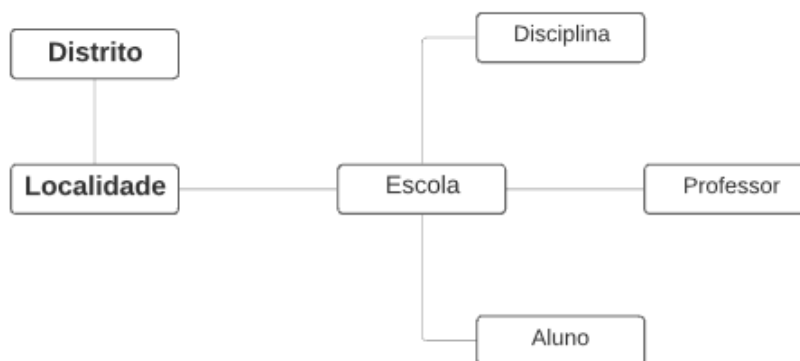 Disciplina
Distrito
Localidade
Escola
Professor
Aluno